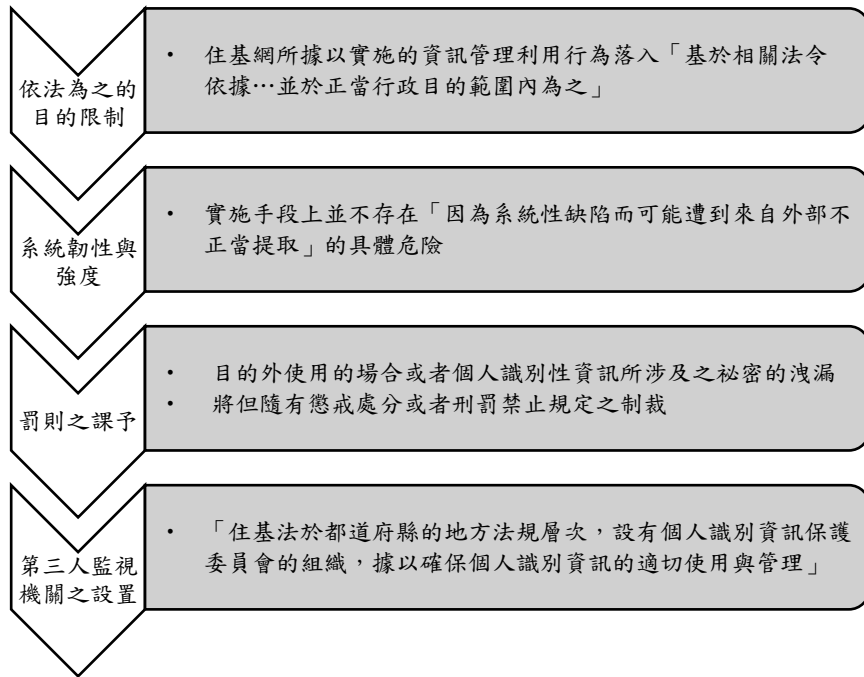 依法為之的
目的限制
• 住基網所據以實施的資訊管理利用行為落入「基於相關法令
依據…並於正當行政目的範圍內為之」
系統韌性與
強度
• 實施手段上並不存在「因為系統性缺陷而可能遭到來自外部不
正當提取」的具體危險
罰則之課予
• 目的外使用的場合或者個人識別性資訊所涉及之祕密的洩漏
• 將但隨有懲戒處分或者刑罰禁止規定之制裁
第三人監視
機關之設置
• 「住基法於都道府縣的地方法規層次，設有個人識別資訊保護
委員會的組織，據以確保個人識別資訊的適切使用與管理」